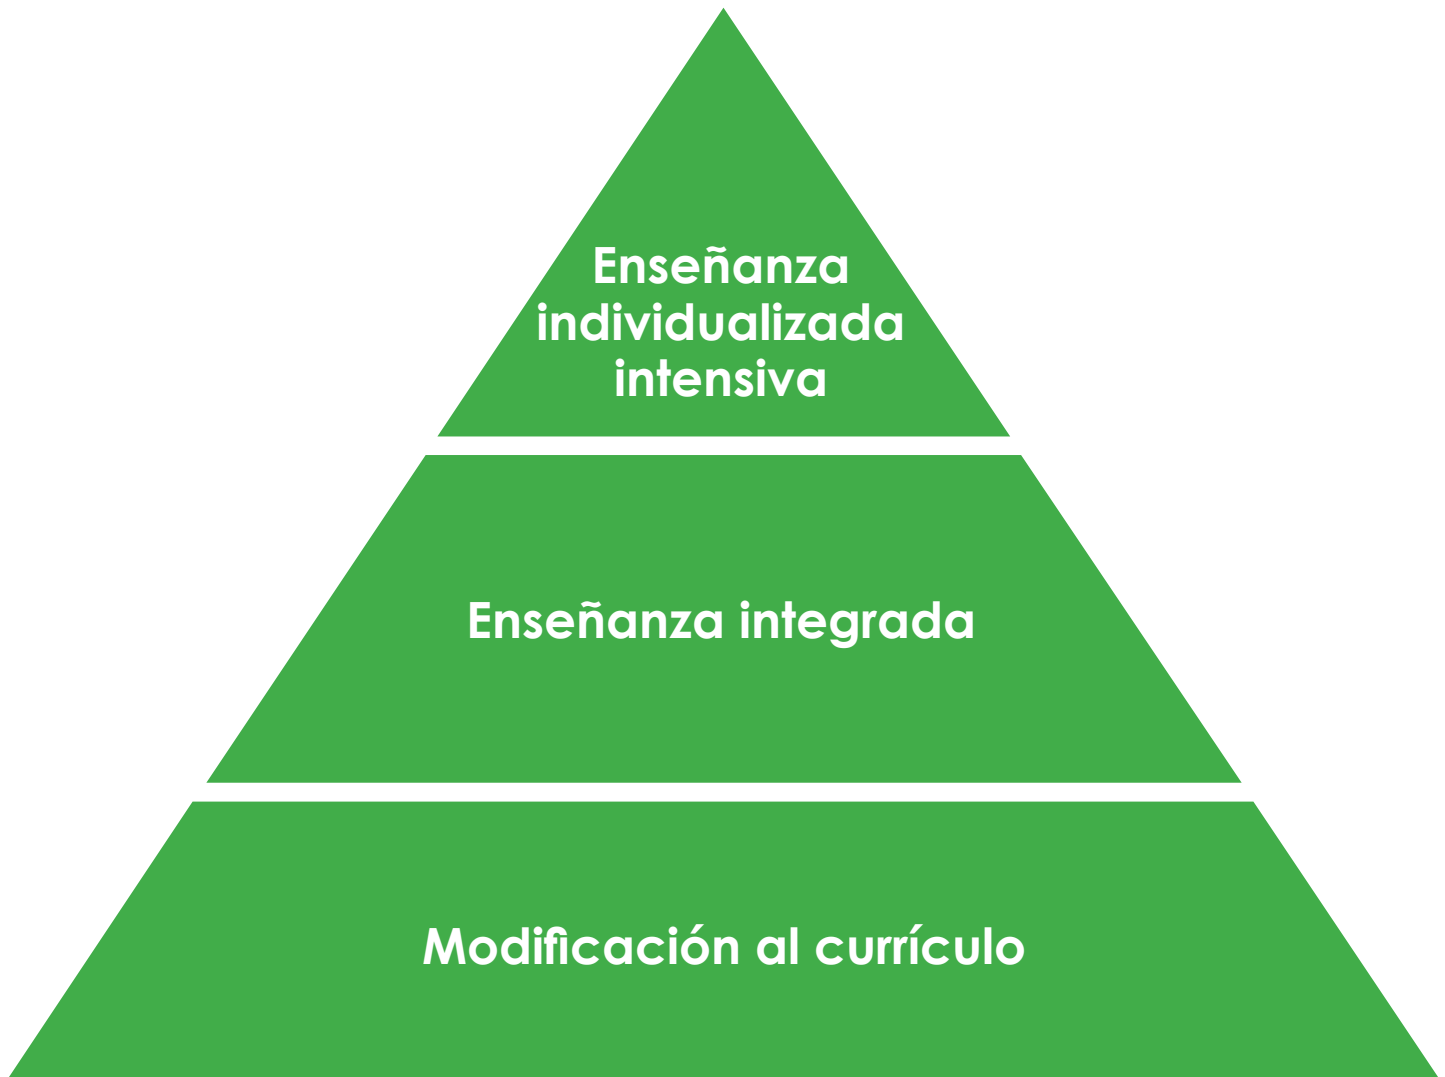 Enseñanza
individualizada
intensiva
Enseñanza integrada
Modificación al currículo